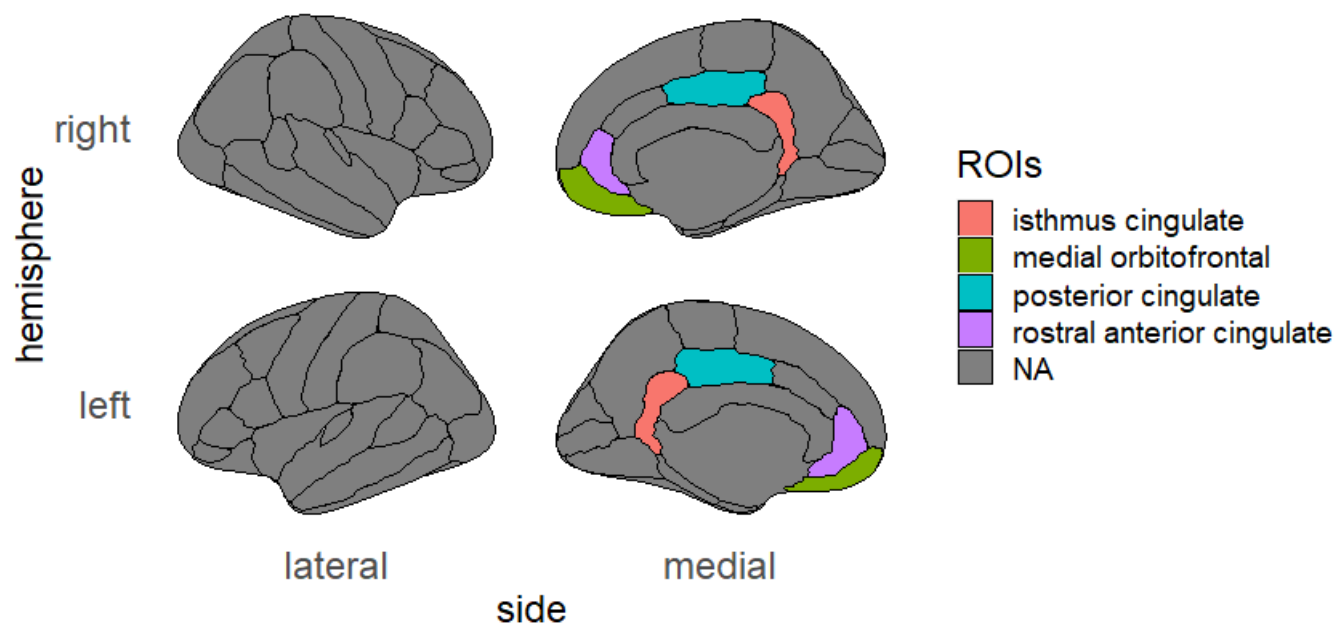 hemisphere
right
left
lateral
medial
side
ROIs
isthmus cingulate
medial orbitofrontal
posterior cingulate
rostral anterior cingulate
NA